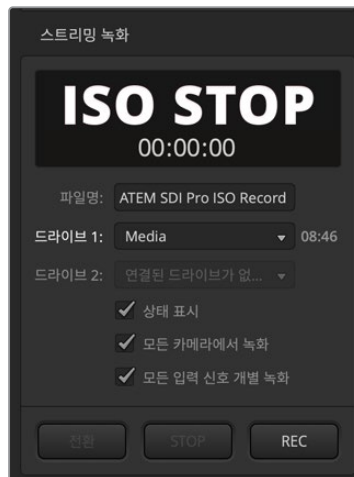 스트리밍 녹화
ISO STOP
00:00:00
파일명: ATEM SDI Pro ISO Record
드라이브 1: Media 08:46
드라이브 2: 연결된 드라이브가 없...
상태 표시
모든 카메라에서 녹화
모든 입력 신호 개별 녹화
전환 STOP REC